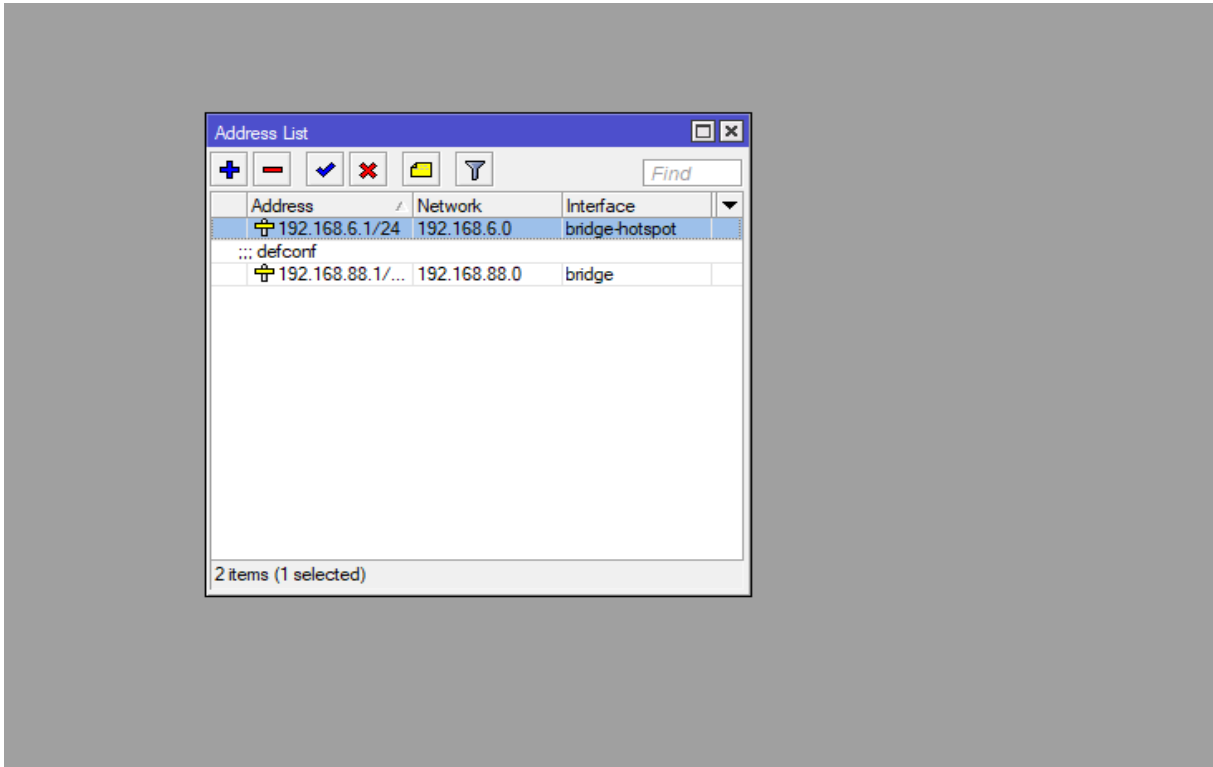 Address List
Find
Address Network Interface
192.168.6.1/24 192.168.6.0 bridge-hotspot
;;; defconf
192.168.88.1/... 192.168.88.0 bridge
2 items (1 selected)